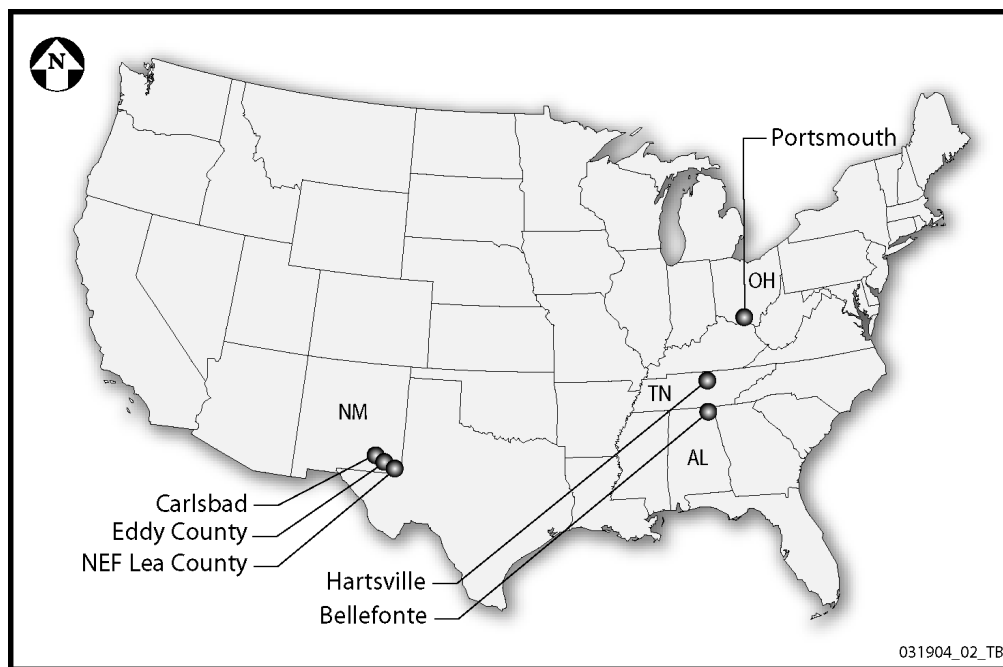 N
Portsmouth
OH
TN
NM
AL
Carlsbad
Eddy County
NEF Lea County
Hartsville
Bellefonte
031904_02_TB